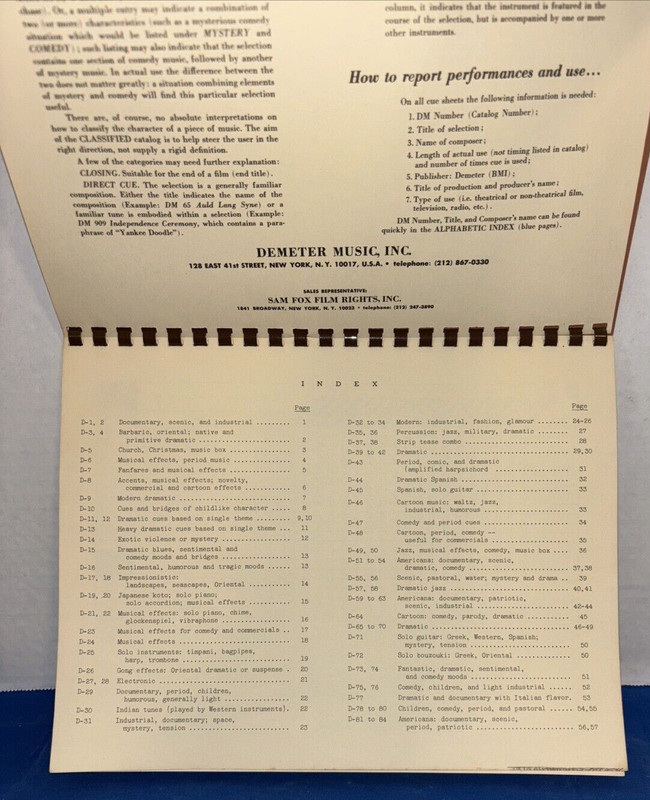 chase). Or, a multiple entry may indicate a combination of
two (or more) characteristics (such as a mysterious comedy
situation which would be listed under MYSTERY and
COMEDY); such listing may also indicate that the selection
contains one section of comedy music, followed by another
of mystery music. In actual use the difference between the
two does not matter greatly: a situation combining elements
of mystery and comedy will find this particular selection
useful.
There are, of course, no absolute interpretations on
how to classify the character of a piece of music. The aim
of the CLASSIFIED catalog is to help steer the user in the
right direction, not supply a rigid definition.
A few of the categories may need further explanation:
CLOSING. Suitable for the end of a film (end title).
DIRECT CUE. The selection is a generally familiar
composition. Either the title indicates the name of the
composition (Example: DM 65 Auld Lang Syne) or a
familiar tune is embodied within a selection (Example:
DM 909 Independence Ceremony, which contains a para-
phrase of "Yankee Doodle").
column, it indicates that the instrument is featured in the
course of the selection, but is accompanied by one or more
other instruments.
How to report performances and use...
On all cue sheets the following information is needed:
1. DM Number (Catalog Number);
2. Title of selection;
3. Name of composer;
4. Length of actual use (not timing listed in catalog)
and number of times cue is used;
5. Publisher: Demeter (BMI);
6. Title of production and producer's name;
7. Type of use (i.e. theatrical or non-theatrical film,
television, radio, etc.).
DM Number, Title, and Composer's name can be found
quickly in the ALPHABETIC INDEX (blue pages).
DEMETER MUSIC, INC.
128 EAST 41st STREET, NEW YORK, N. Y. 10017, U.S.A. • telephone: (212) 867-0330
SALES REPRESENTATIVE:
SAM FOX FILM RIGHTS, INC.
1841 BROADWAY, NEW YORK, N. Y. 10023 • telephone: (212) 247-3890
I N D E X
Page
D-1, 2 Documentary, scenic, and industrial ......... 1
D-3, 4 Barbaric, oriental; native and
primitive dramatic ........................ 2
D-5 Church, Christmas, music box ................ 3
D-6 Musical effects, period music ............... 4
D-7 Fanfares and musical effects ................ 5
D-8 Accents, musical effects; novelty,
commercial and cartoon effects ............ 6
D-9 Modern dramatic ............................. 7
D-10 Cues and bridges of childlike character ..... 8
D-11, 12 Dramatic cues based on single theme ......... 9,10
D-13 Heavy dramatic cues based on single theme ... 11
D-14 Exotic violence or mystery .................. 12
D-15 Dramatic blues, sentimental and
comedy moods and bridges .................. 13
D-16 Sentimental, humorous and tragic moods ...... 13
D-17, 18 Impressionistic:
landscapes, seascapes, Oriental ........... 14
D-19, 20 Japanese koto; solo piano;
solo accordion; musical effects ........... 15
D-21, 22 Musical effects: solo piano, chime,
glockenspiel, vibraphone .................. 16
D-23 Musical effects for comedy and commercials .. 17
D-24 Musical effects ............................. 18
D-25 Solo instruments: timpani, bagpipes,
harp, trombone ............................ 19
D-26 Gong effects: Oriental dramatic or suspense . 20
D-27, 28 Electronic .................................. 21
D-29 Documentary, period, children,
humorous, generally light ................. 22
D-30 Indian tunes (played by Western instruments). 22
D-31 Industrial, documentary; space,
mystery, tension .......................... 23
Page
D-32 to 34 Modern: industrial, fashion, glamour ........ 24-26
D-35, 36 Percussion: jazz, military, dramatic ........ 27
D-37, 38 Strip tease combo ........................... 28
D-39 to 42 Dramatic .................................... 29,30
D-43 Period, comic, and dramatic
(amplified harpsichord .................... 31
D-44 Dramatic Spanish ............................ 32
D-45 Spanish, solo guitar ........................ 33
D-46 Cartoon music: waltz, jazz,
industrial, humorous ...................... 33
D-47 Comedy and period cues ...................... 34
D-48 Cartoon, period, comedy --
useful for commercials .................... 35
D-49, 50 Jazz, musical effects, comedy, music box .... 36
D-51 to 54 Americana: documentary, scenic,
dramatic, comedy .......................... 37,38
D-55, 56 Scenic, pastoral, water; mystery and drama .. 39
D-57, 58 Dramatic jazz ............................... 40,41
D-59 to 63 Americana: documentary, patriotic,
scenic, industrial ........................ 42-44
D-64 Cartoon: comedy, parody, dramatic ........... 45
D-65 to 70 Dramatic .................................... 46-49
D-71 Solo guitar: Greek, Western, Spanish;
mystery, tension .......................... 50
D-72 Solo bouzouki: Greek, Oriental .............. 50
D-73, 74 Fantastic, dramatic, sentimental,
and comedy moods .......................... 51
D-75, 76 Comedy, children, and light industrial ...... 52
D-77 Dramatic and documentary with Italian flavor. 53
D-78 to 80 Children, comedy, period, and pastoral ...... 54,55
D-81 to 84 Americana: documentary, scenic,
period, patriotic ......................... 56,57